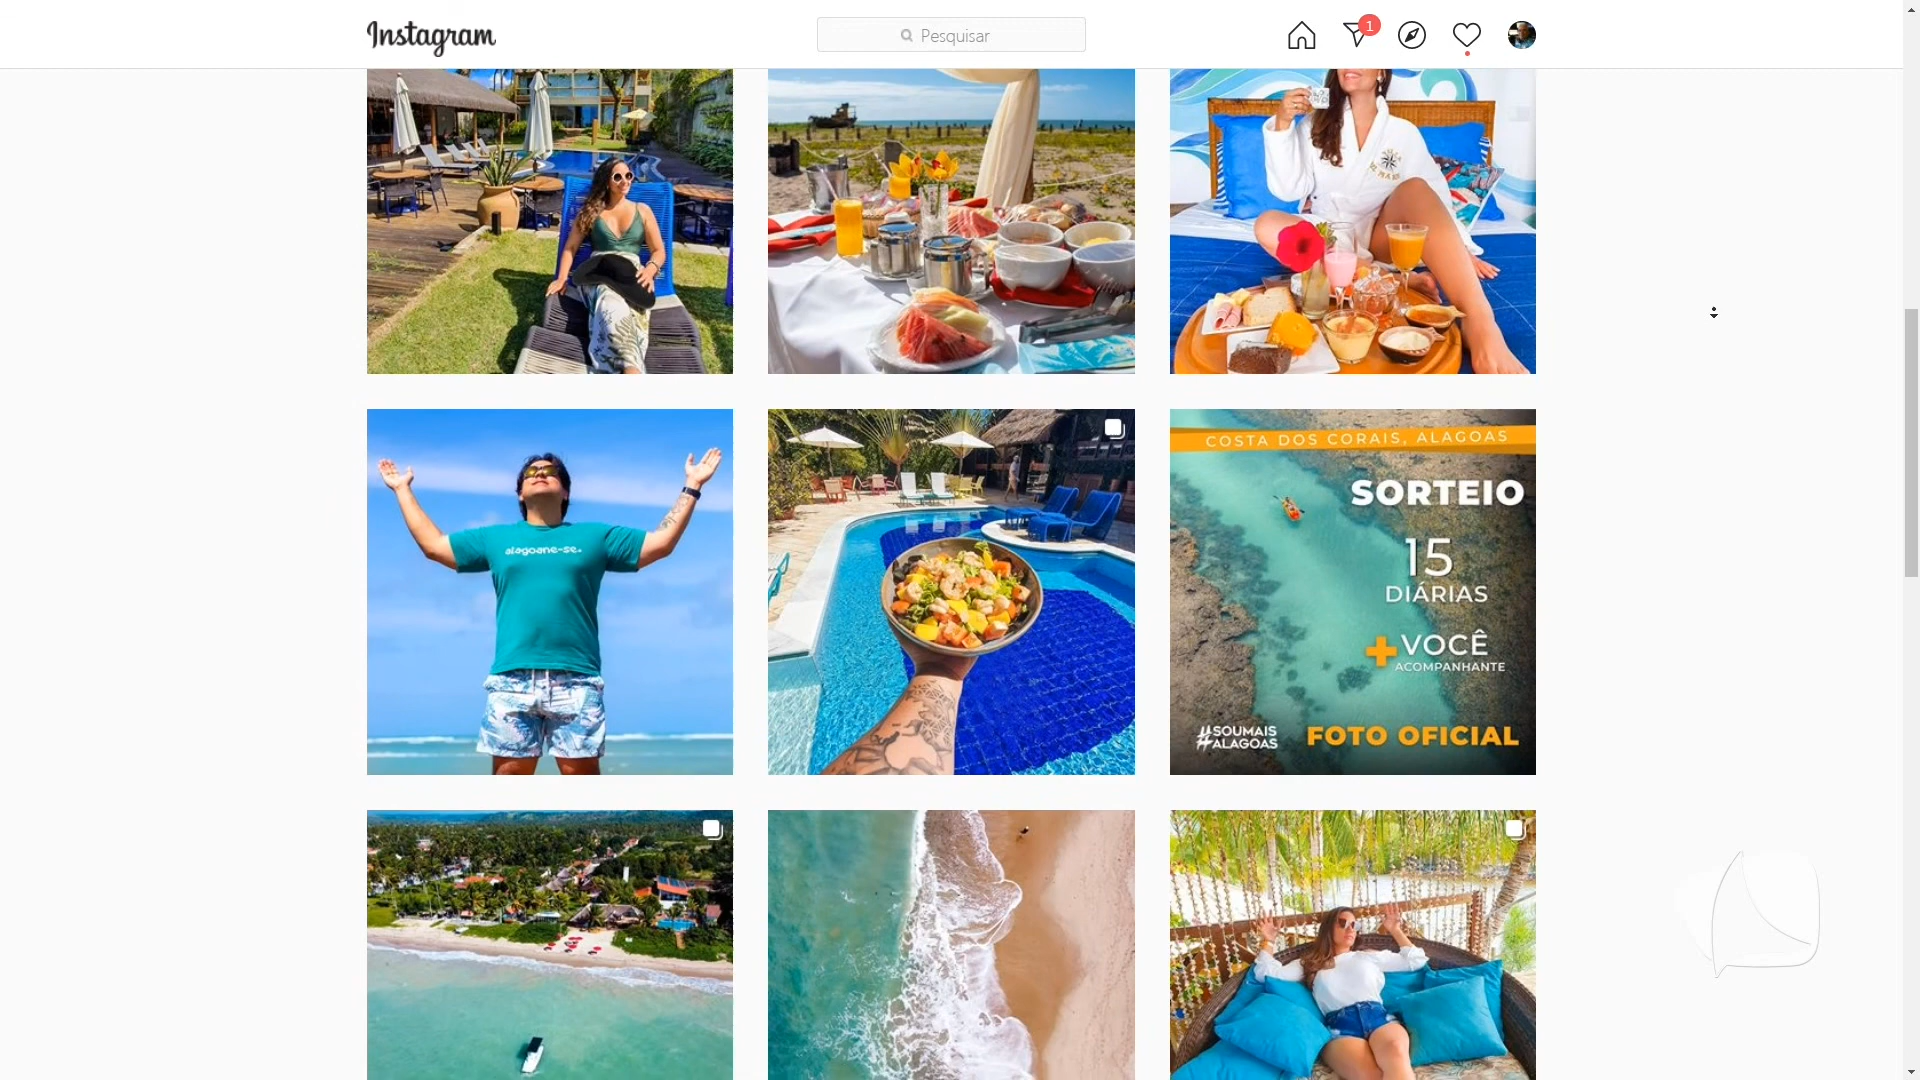 Instagram
Pesquisar
1
alagoane-se.
COSTA DOS CORAIS, ALAGOAS
SORTEIO
15
DIÁRIAS
+VOCÊ
ACOMPANHANTE
#SOUMAIS
ALAGOAS
FOTO OFICIAL